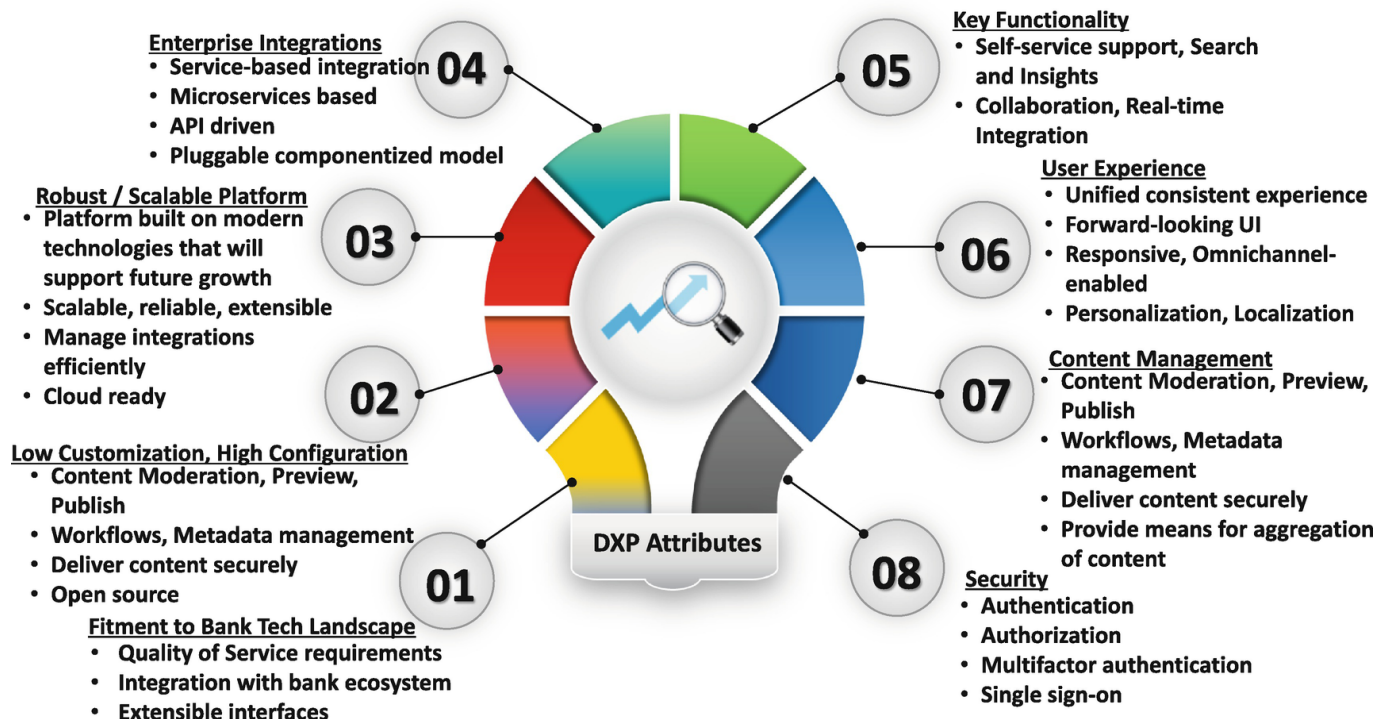 Enterprise Integrations
• Service-based integration
• Microservices based
• API driven
• Pluggable componentized model
04
Robust / Scalable Platform
• Platform built on modern
technologies that will
support future growth
• Scalable, reliable, extensible
• Manage integrations
efficiently
• Cloud ready
03
02
Low Customization, High Configuration
• Content Moderation, Preview,
Publish
• Workflows, Metadata management
• Deliver content securely
• Open source
01
Fitment to Bank Tech Landscape
• Quality of Service requirements
• Integration with bank ecosystem
• Extensible interfaces
DXP Attributes
05
Key Functionality
• Self-service support, Search
and Insights
• Collaboration, Real-time
Integration
06
User Experience
• Unified consistent experience
• Forward-looking UI
• Responsive, Omnichannel-
enabled
• Personalization, Localization
07
Content Management
• Content Moderation, Preview,
Publish
• Workflows, Metadata
management
• Deliver content securely
• Provide means for aggregation
of content
08
Security
• Authentication
• Authorization
• Multifactor authentication
• Single sign-on